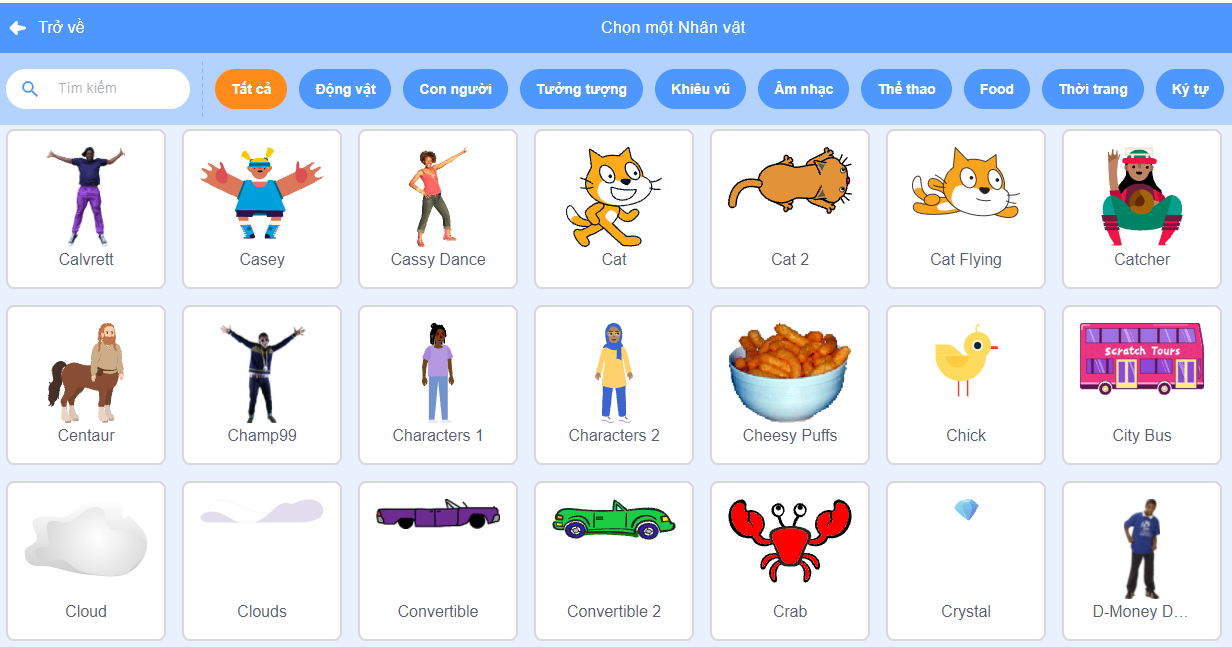 Trở về
Chọn một Nhân vật
Tìm kiếm
Tất cả
Động vật
Con người
Tưởng tượng
Khiêu vũ
Âm nhạc
Thể thao
Food
Thời trang
Ký tự
Calvrett
Casey
Cassy Dance
Cat
Cat 2
Cat Flying
Catcher
Scratch Tours
Centaur
Champ99
Characters 1
Characters 2
Cheesy Puffs
Chick
City Bus
Cloud
Clouds
Convertible
Convertible 2
Crab
Crystal
D-Money D…